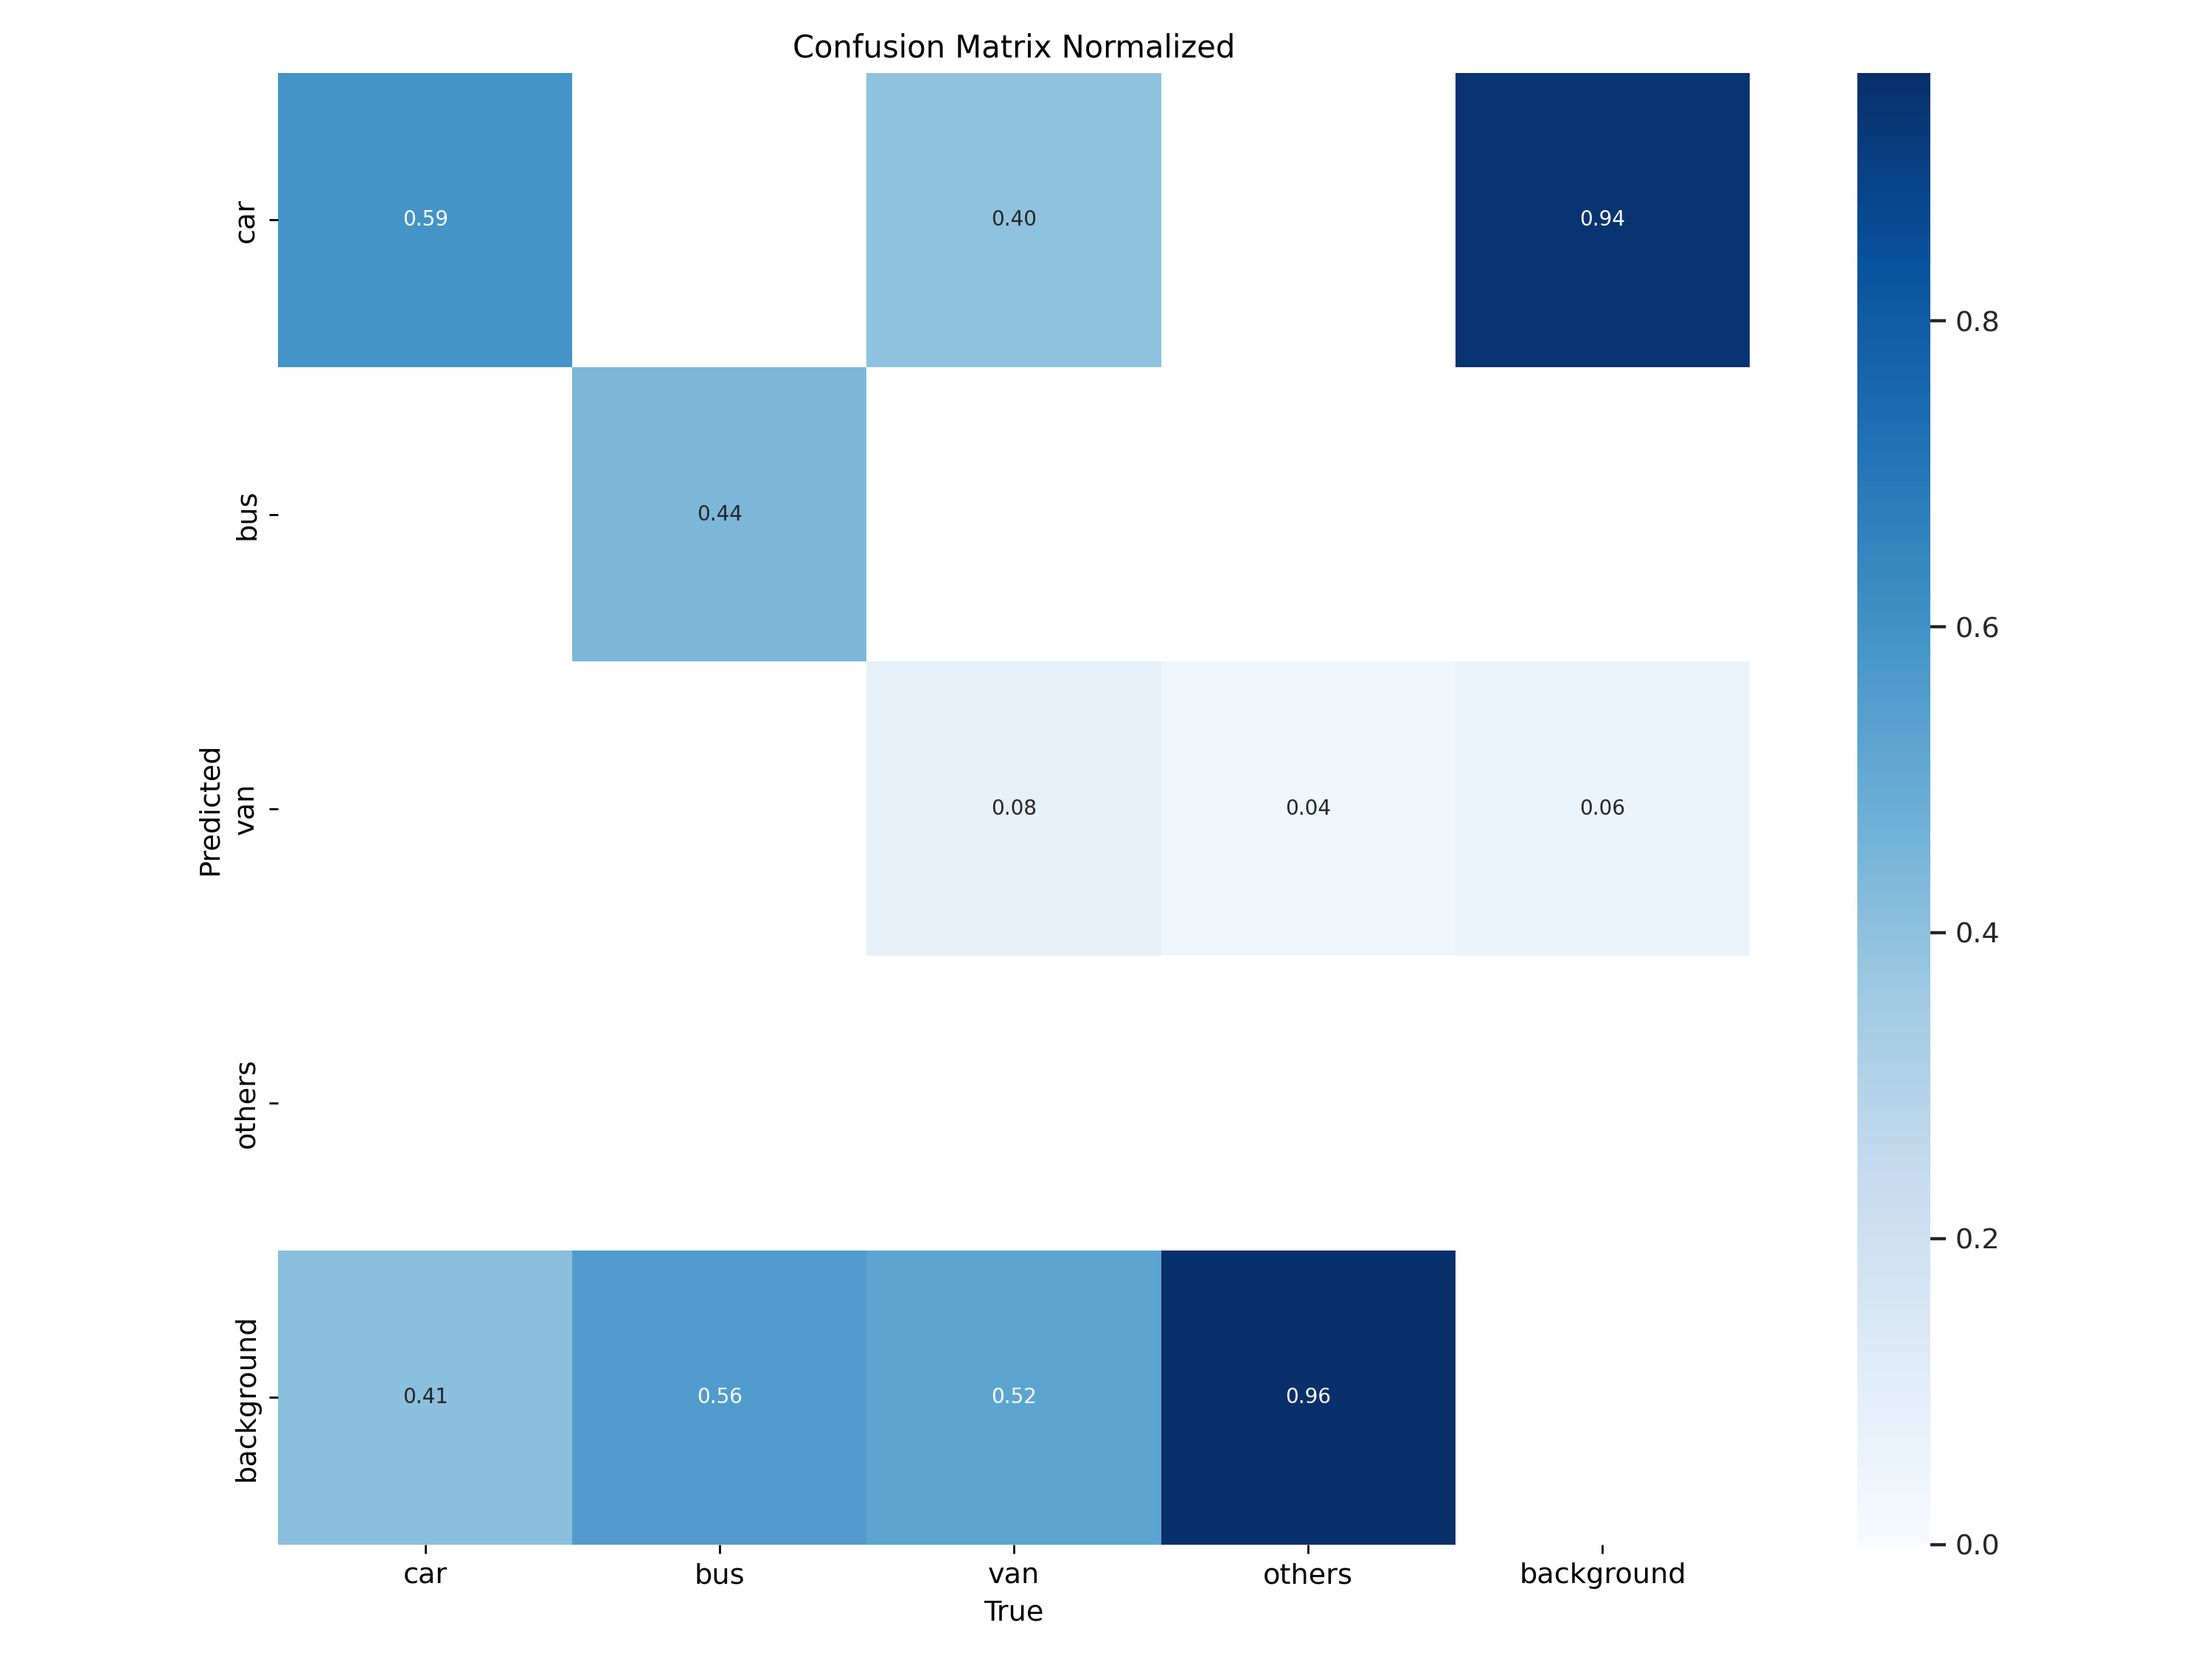 Confusion Matrix Normalized
car
0.59
0.40
0.94
0.8
bus
0.44
0.6
Predicted
van
0.08
0.04
0.06
0.4
others
0.2
background
0.41
0.56
0.52
0.96
0.0
car
bus
van
others
background
True